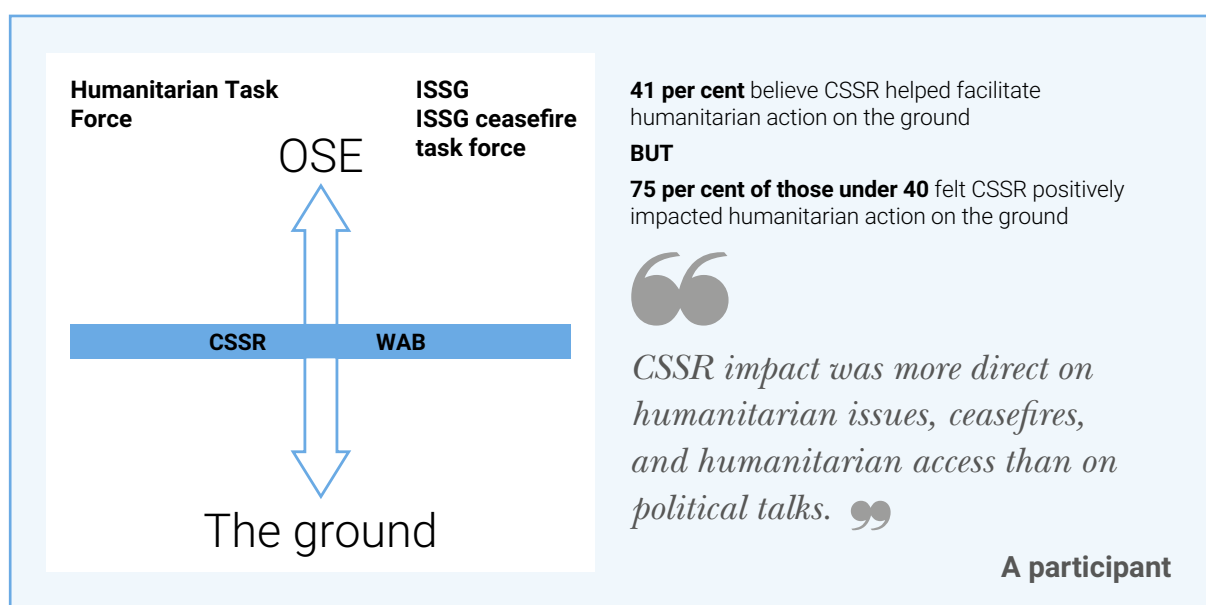 Humanitarian Task
Force
ISSG
ISSG ceasefire
task force
OSE
CSSR
WAB
The ground
41 per cent believe CSSR helped facilitate
humanitarian action on the ground
BUT
75 per cent of those under 40 felt CSSR positively
impacted humanitarian action on the ground
“
CSSR impact was more direct on
humanitarian issues, ceasefires,
and humanitarian access than on
political talks. ”
A participant